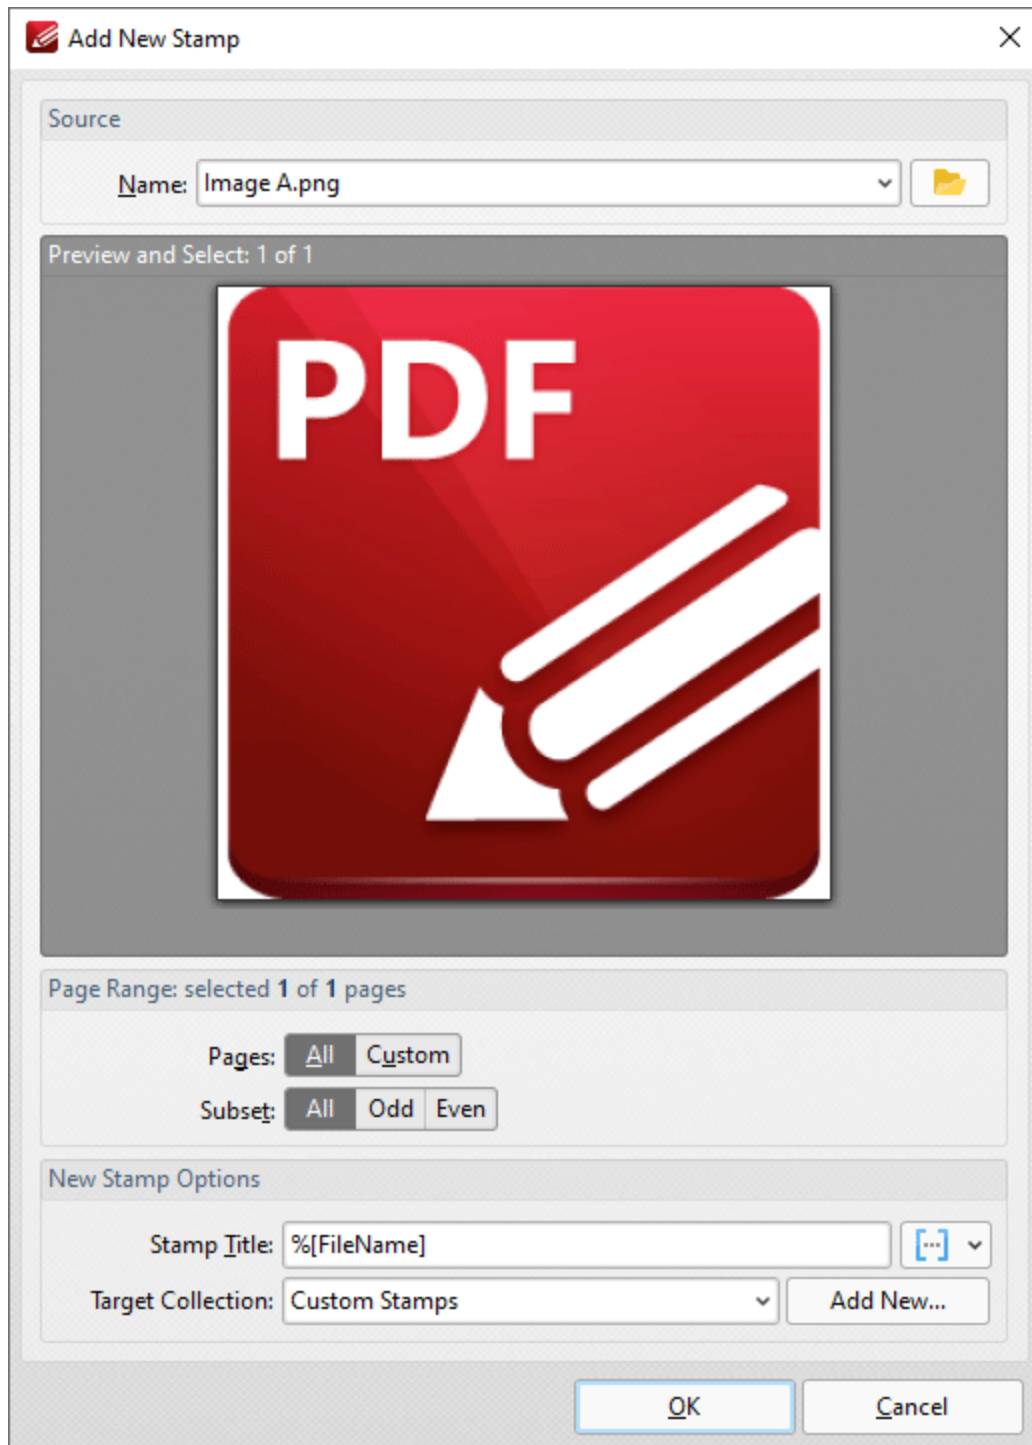 Add New Stamp
Source
Name: Image A.png
Preview and Select: 1 of 1
PDF
Page Range: selected 1 of 1 pages
Pages: All Custom
Subset: All Odd Even
New Stamp Options
Stamp Title: %[FileName]
Target Collection: Custom Stamps Add New...
OK Cancel